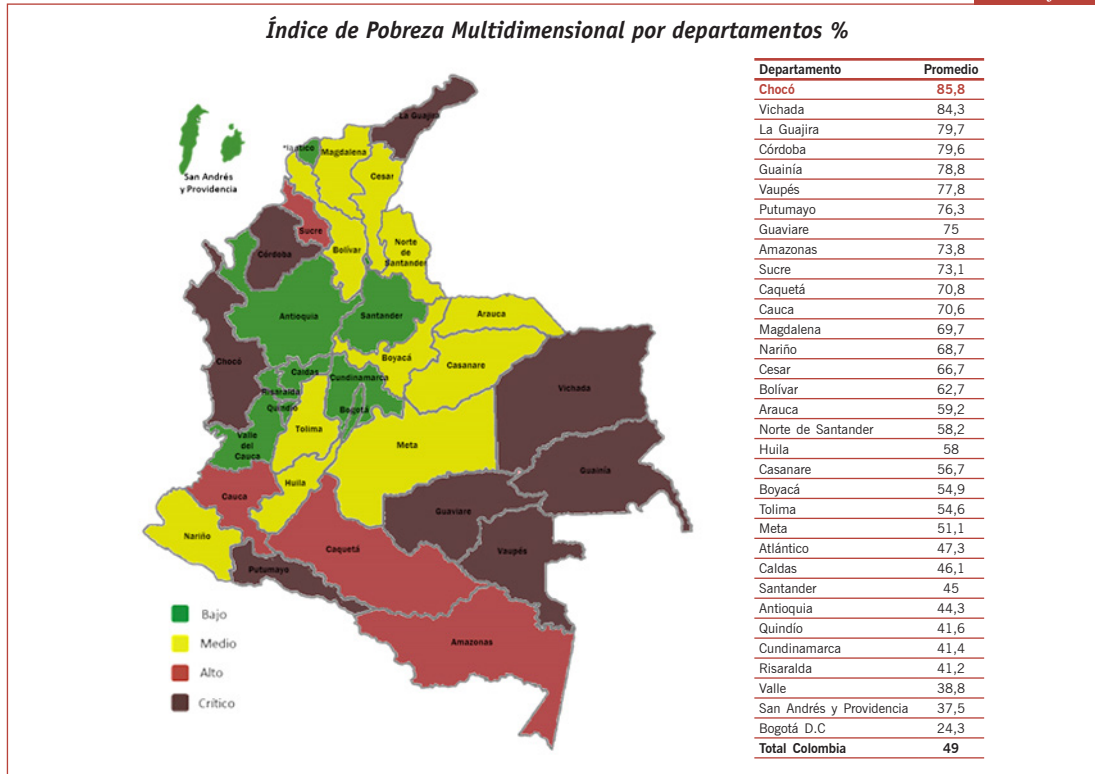 Índice de Pobreza Multidimensional por departamentos %
La Guajira
Magdalena
Cesar
San Andrés
y Providencia
Sucre
Córdoba
Bolívar
Norte
de
Santander
Antioquia
Santander
Arauca
Boyacá
Casanare
Chocó
Caldas
Cundinamarca
Risaralda
Vichada
Quindío
Bogotá
Tolima
Valle
del
Cauca
Meta
Guainía
Huila
Cauca
Guaviare
Nariño
Caquetá
Vaupés
Putumayo
Amazonas
Bajo
Medio
Alto
Crítico
Departamento Promedio
Chocó 85,8
Vichada 84,3
La Guajira 79,7
Córdoba 79,6
Guainía 78,8
Vaupés 77,8
Putumayo 76,3
Guaviare 75
Amazonas 73,8
Sucre 73,1
Caquetá 70,8
Cauca 70,6
Magdalena 69,7
Nariño 68,7
Cesar 66,7
Bolívar 62,7
Arauca 59,2
Norte de Santander 58,2
Huila 58
Casanare 56,7
Boyacá 54,9
Tolima 54,6
Meta 51,1
Atlántico 47,3
Caldas 46,1
Santander 45
Antioquia 44,3
Quindío 41,6
Cundinamarca 41,4
Risaralda 41,2
Valle 38,8
San Andrés y Providencia 37,5
Bogotá D.C 24,3
Total Colombia 49